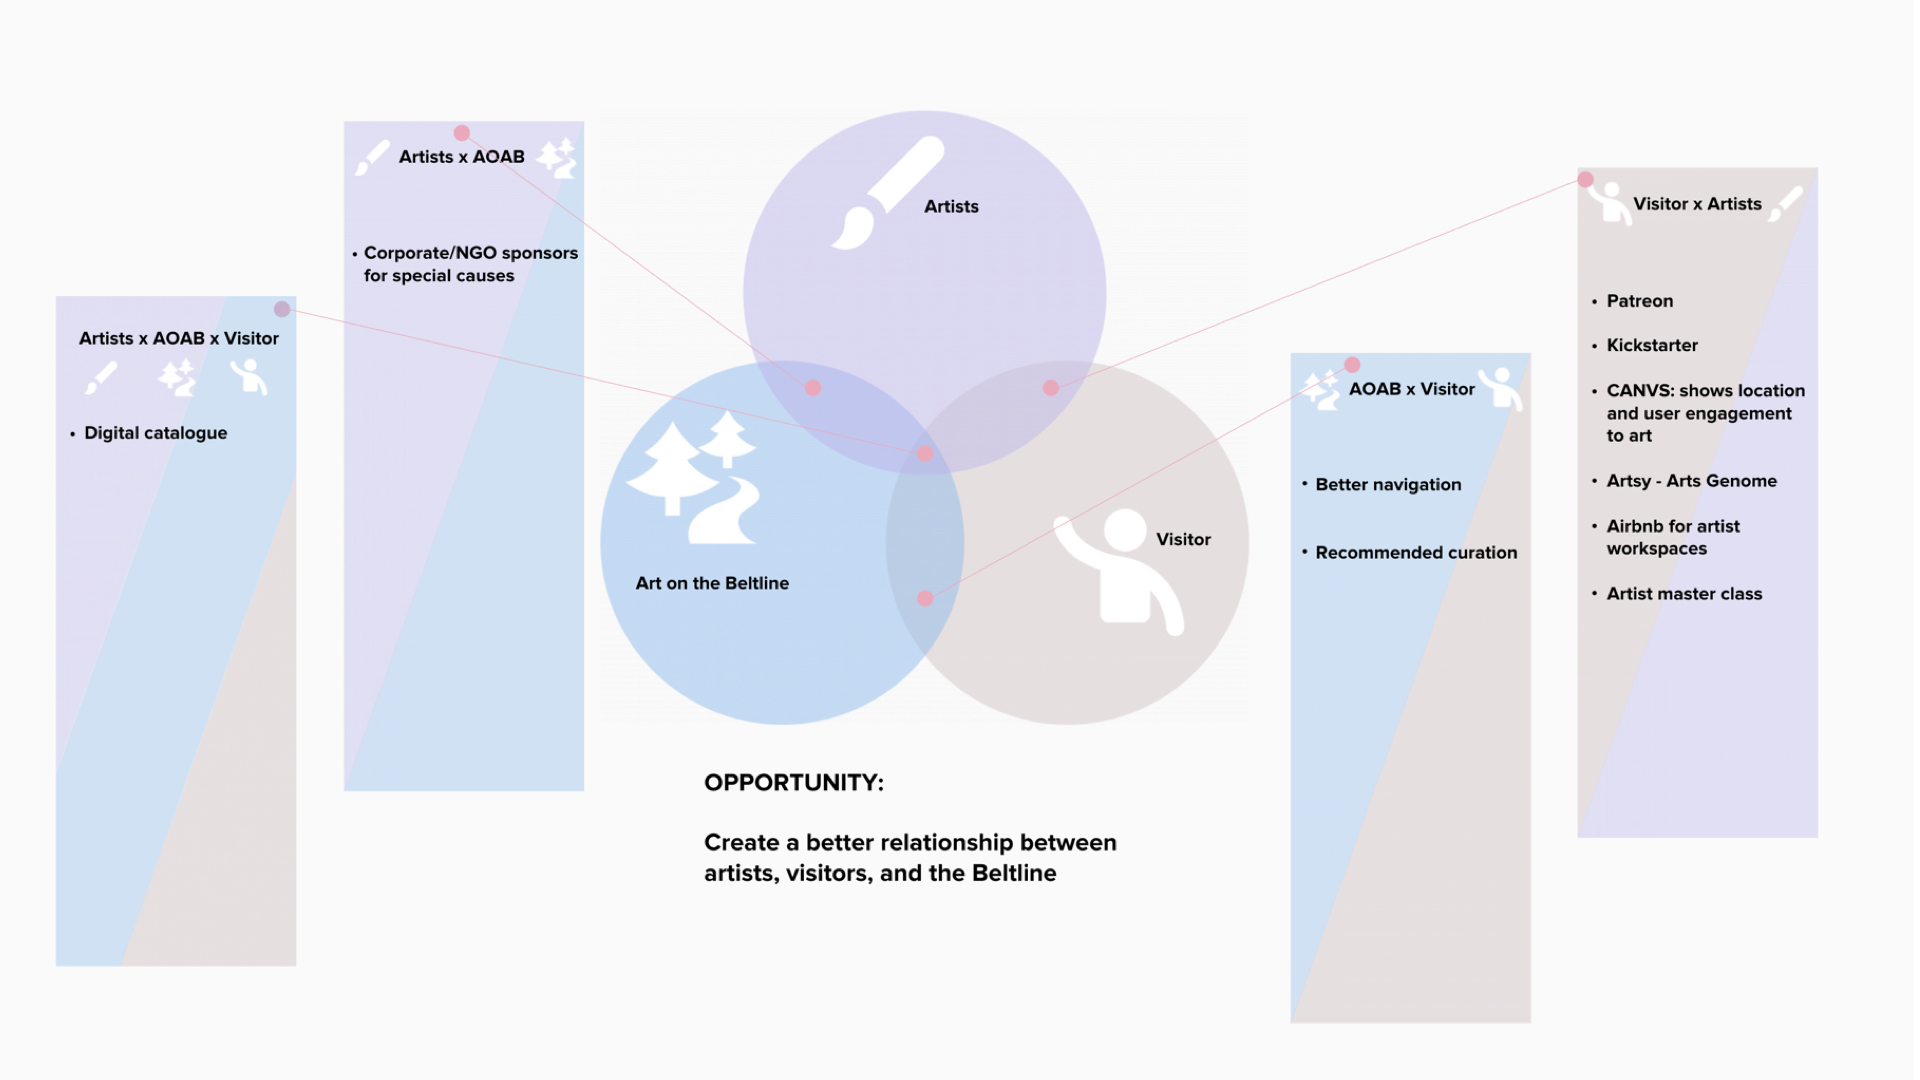 Artists x AOAB x Visitor
• Digital catalogue
Artists x AOAB
• Corporate/NGO sponsors
for special causes
Artists
Art on the Beltline
Visitor
OPPORTUNITY:
Create a better relationship between
artists, visitors, and the Beltline
AOAB x Visitor
• Better navigation
• Recommended curation
Visitor x Artists
• Patreon
• Kickstarter
• CANVS: shows location
and user engagement
to art
• Artsy - Arts Genome
• Airbnb for artist
workspaces
• Artist master class